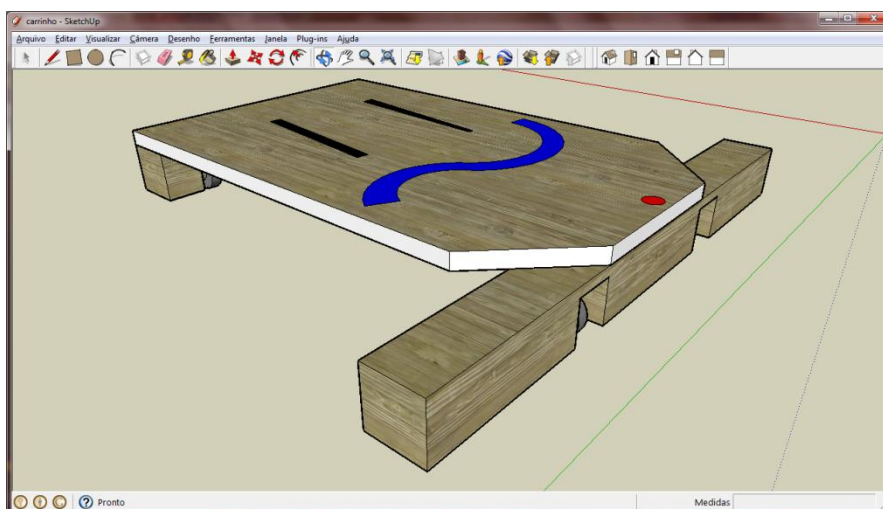 carrinho - SketchUp
Arquivo Editar Visualizar Câmera Desenho Ferramentas Janela Plug-ins Ajuda
Pronto Medidas